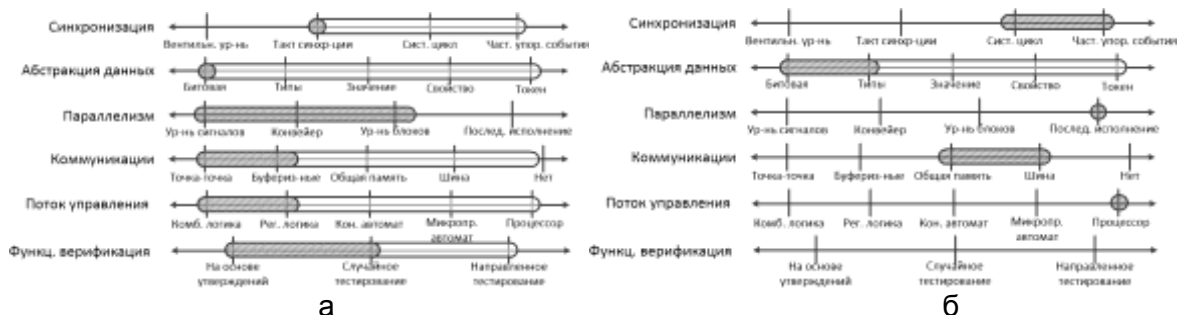 Синхронизация
Вентильн. ур-нь Такт синхр-ции Сист. цикл Част. упор. события
Абстракция данных
Битовая Типы Значение Свойство Токен
Параллелизм
Ур-нь сигналов Конвейер Ур-нь блоков Послед. исполнение
Коммуникации
Точка-точка Буфериз-ные Общая память Шина Нет
Поток управления
Комб. логика Рег. логика Кон. автомат Микропр. автомат Процессор
Функц. верификация
На основе утверждений Случайное тестирование Направленное тестирование
а
Синхронизация
Вентильн. ур-нь Такт синхр-ции Сист. цикл Част. упор. события
Абстракция данных
Битовая Типы Значение Свойство Токен
Параллелизм
Ур-нь сигналов Конвейер Ур-нь блоков Послед. исполнение
Коммуникации
Точка-точка Буфериз-ные Общая память Шина Нет
Поток управления
Комб. логика Рег. логика Кон. автомат Микропр. автомат Процессор
Функц. верификация
На основе утверждений Случайное тестирование Направленное тестирование
б